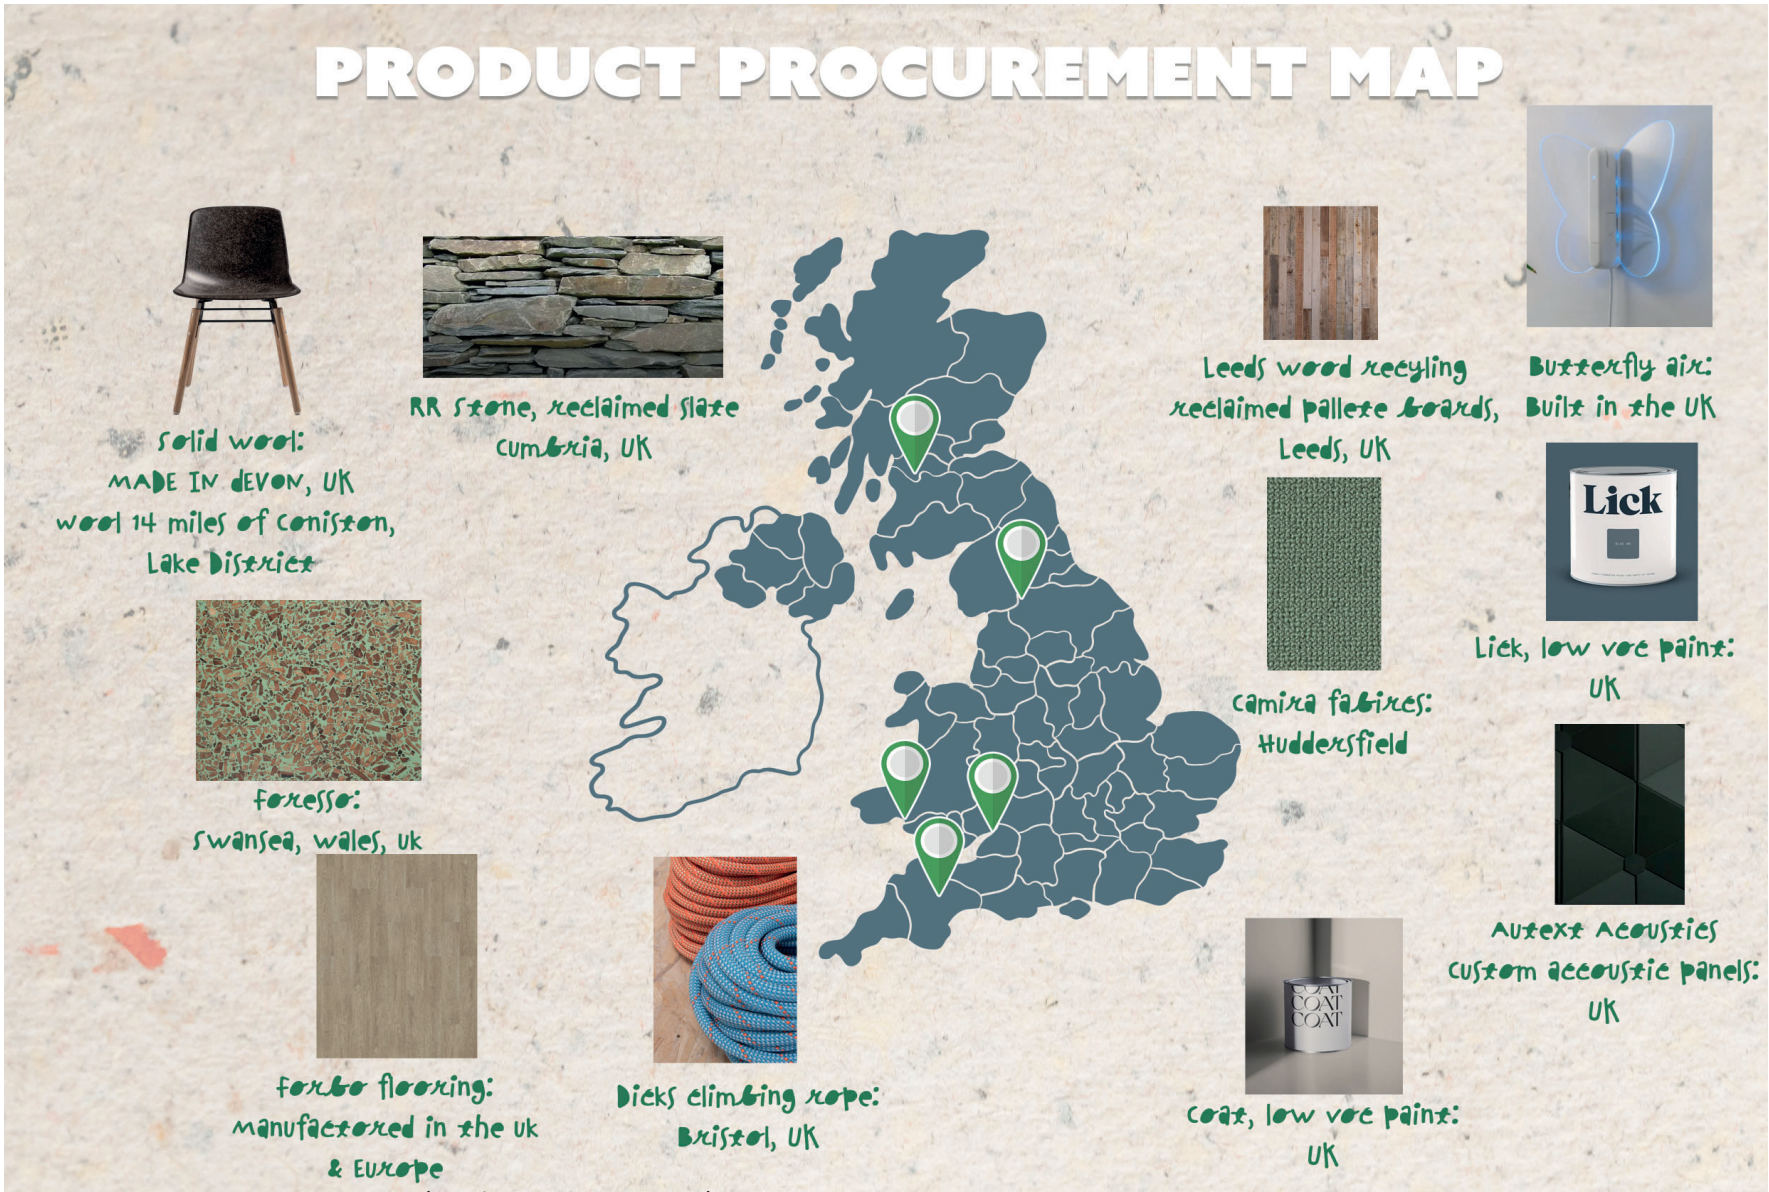 PRODUCT PROCUREMENT MAP
Solid wool:
MADE IN dEVON, UK
wool 14 miles of Coniston,
Lake District
RR Stone, reclaimed Slate
Cumbria, UK
Leeds wood recyling
reclaimed pallete boards,
Leeds, UK
Butterfly air:
Built in the UK
Lick
Lick, low voc paint:
UK
Camira fabircs:
Huddersfield
Foresso:
Swansea, wales, uk
Autext Acoustics
Custom accoustic panels:
UK
Forbo flooring:
Manufactored in the uk
& Europe
Dicks climbing rope:
Bristol, UK
COAT
COAT
COAT
Coat, low voc paint:
UK